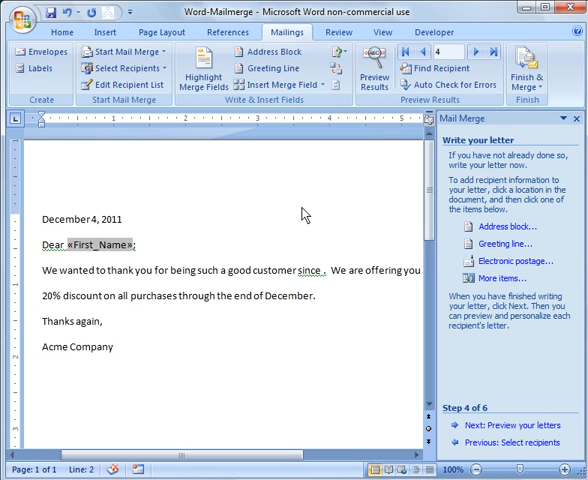 Word-Mailmerge - Microsoft Word non-commercial use
Home Insert Page Layout References Mailings Review View Developer
Envelopes
Labels
Create
Start Mail Merge
Select Recipients
Edit Recipient List
Start Mail Merge
Highlight
Merge Fields
Address Block
Greeting Line
Insert Merge Field
Write & Insert Fields
Preview
Results
4
Find Recipient
Auto Check for Errors
Preview Results
Finish &
Merge
Finish
1 2 3 4 5
Mail Merge
Write your letter
If you have not already done so,
write your letter now.
To add recipient information to
your letter, click a location in the
document, and then click one of
the items below.
Address block...
Greeting line...
Electronic postage...
More items...
When you have finished writing
your letter, click Next. Then you
can preview and personalize each
recipient's letter.
Step 4 of 6
Next: Preview your letters
Previous: Select recipients
December 4, 2011
Dear «First_Name»;
We wanted to thank you for being such a good customer since . We are offering you
20% discount on all purchases through the end of December.
Thanks again,
Acme Company
Page: 1 of 1 Line: 2
100%